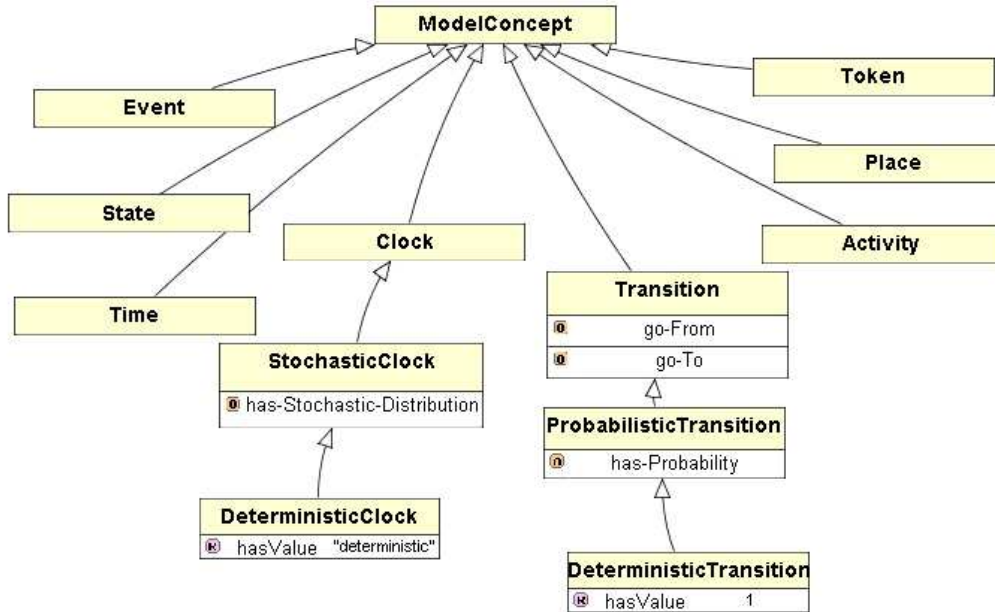 ModelConcept
Event
Token
Place
State
Clock
Activity
Time
Transition
go-From
go-To
StochasticClock
has-Stochastic-Distribution
ProbabilisticTransition
has-Probability
DeterministicClock
hasValue "deterministic"
DeterministicTransition
hasValue 1